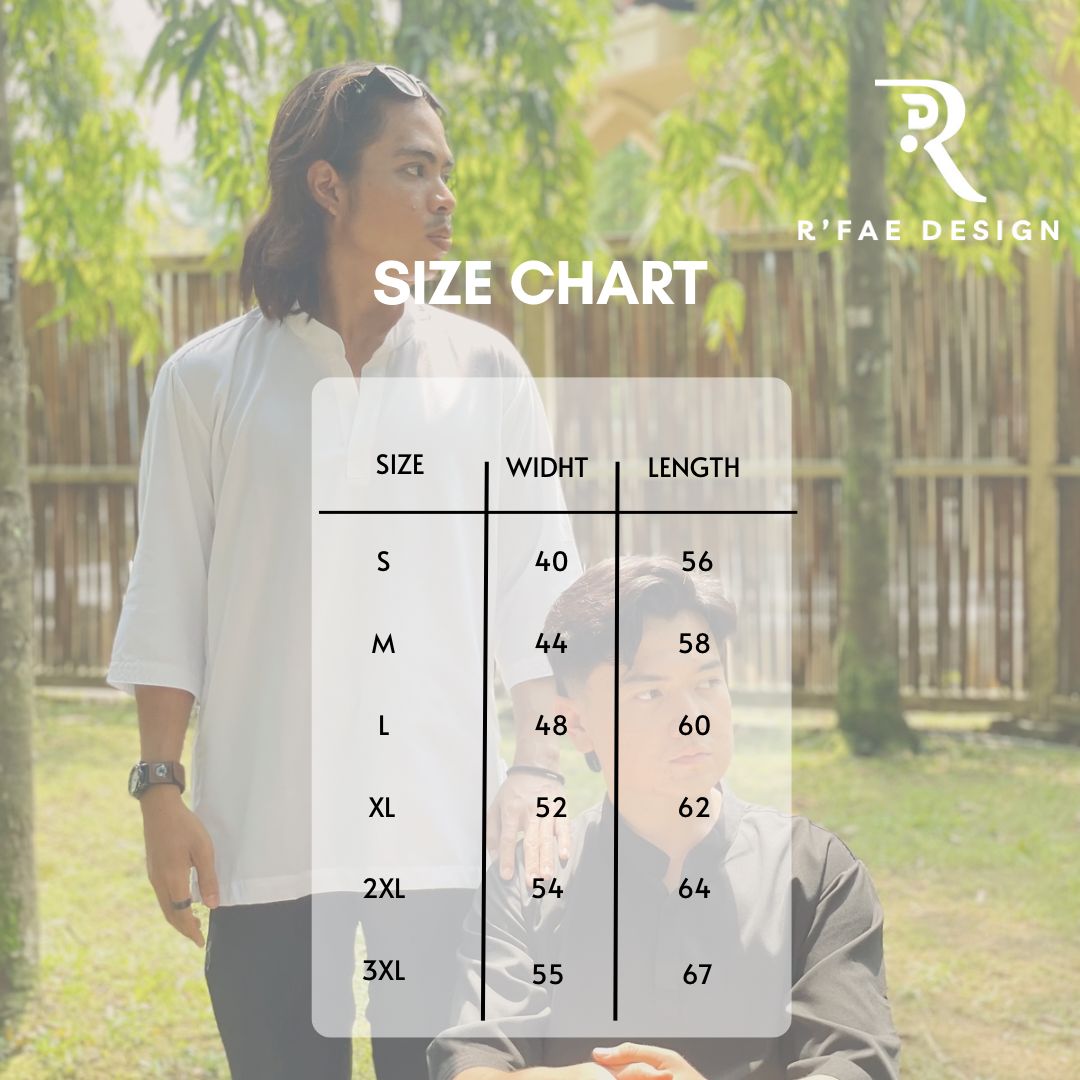 R'FAE DESIGN
SIZE CHART
SIZE WIDHT LENGTH
S 40 56
M 44 58
L 48 60
XL 52 62
2XL 54 64
3XL 55 67